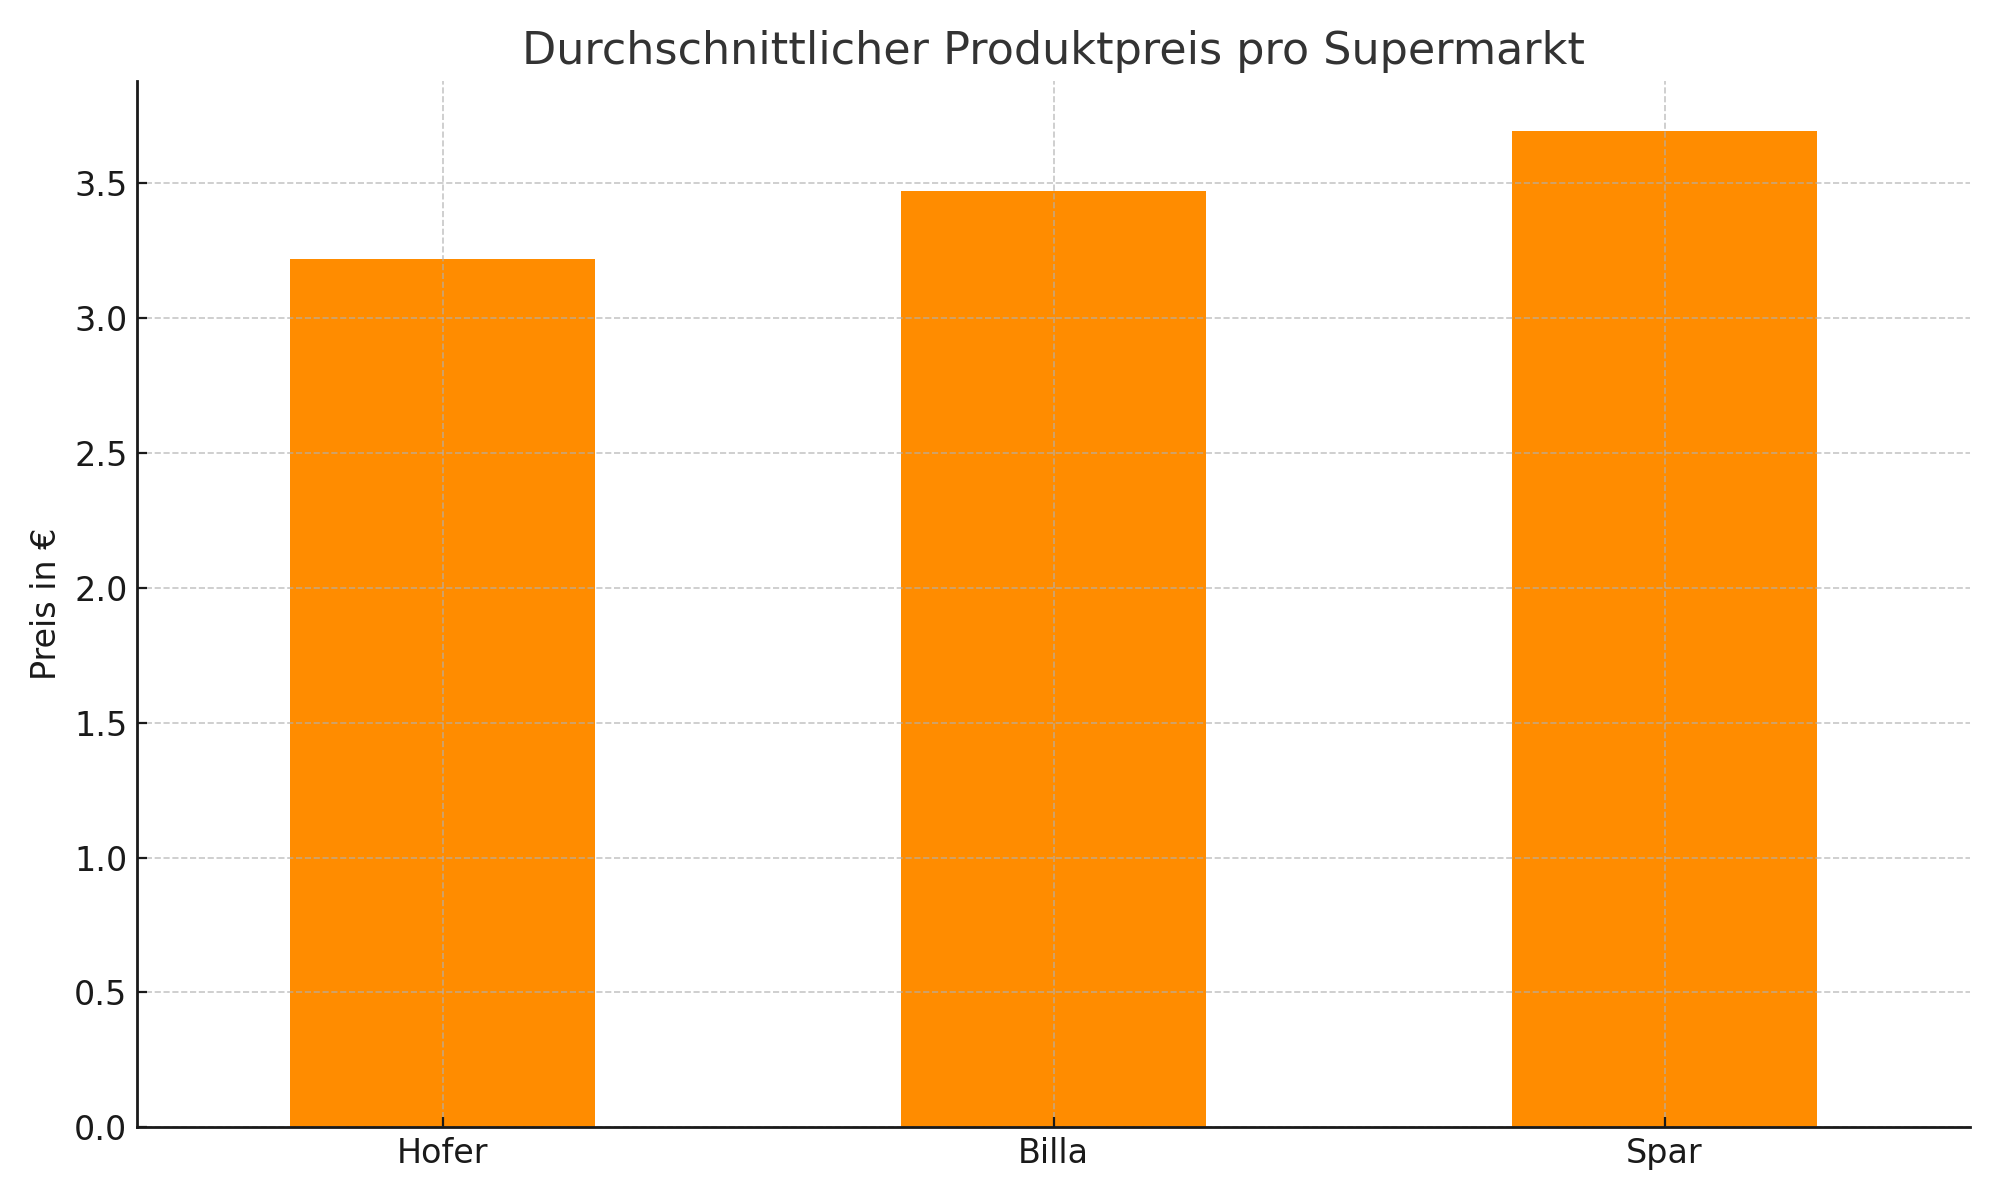 Durchschnittlicher Produktpreis pro Supermarkt
Preis in €
3.5
3.0
2.5
2.0
1.5
1.0
0.5
0.0
Hofer
Billa
Spar